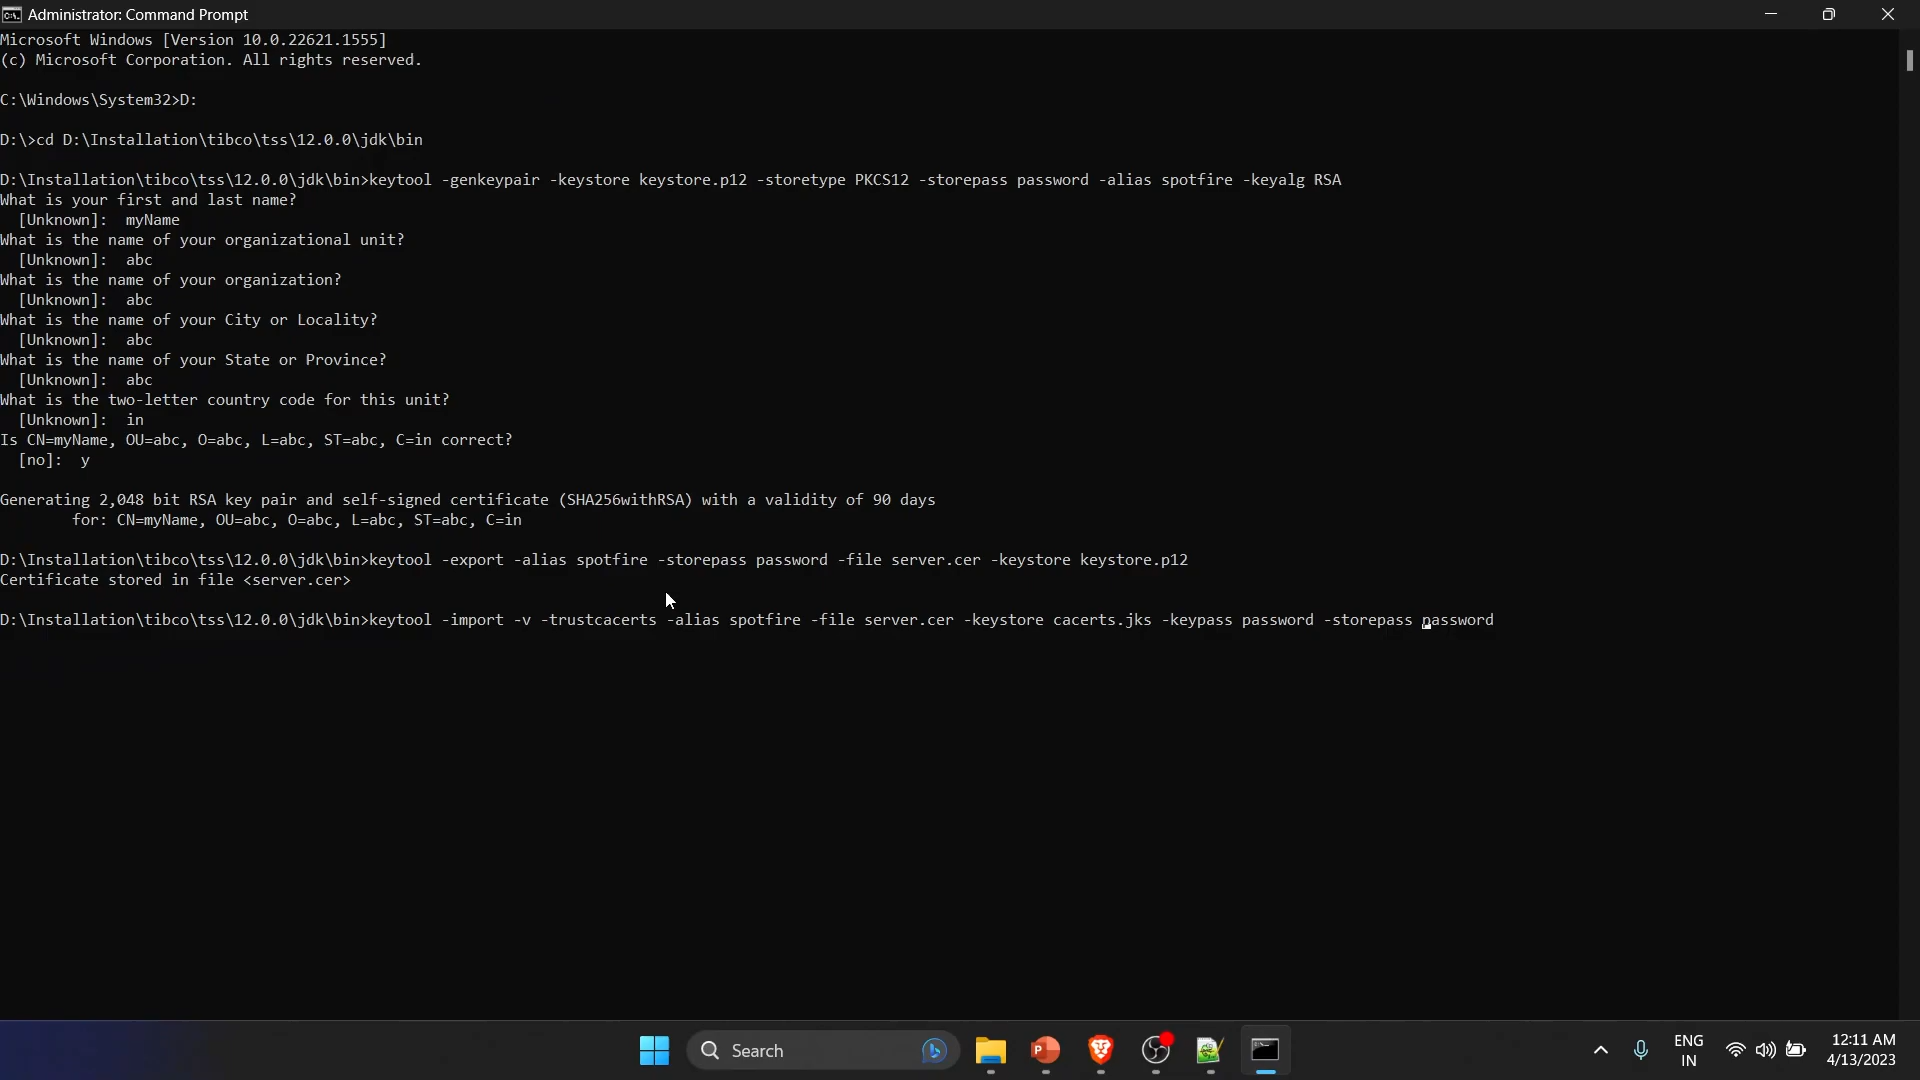 Administrator: Command Prompt
Microsoft Windows [Version 10.0.22621.1555]
(c) Microsoft Corporation. All rights reserved.
C:\Windows\System32>D:
D:\>cd D:\Installation\tibco\tss\12.0.0\jdk\bin
D:\Installation\tibco\tss\12.0.0\jdk\bin>keytool -genkeypair -keystore keystore.p12 -storetype PKCS12 -storepass password -alias spotfire -keyalg RSA
What is your first and last name?
  [Unknown]:  myName
What is the name of your organizational unit?
  [Unknown]:  abc
What is the name of your organization?
  [Unknown]:  abc
What is the name of your City or Locality?
  [Unknown]:  abc
What is the name of your State or Province?
  [Unknown]:  abc
What is the two-letter country code for this unit?
  [Unknown]:  in
Is CN=myName, OU=abc, O=abc, L=abc, ST=abc, C=in correct?
  [no]:  y
Generating 2,048 bit RSA key pair and self-signed certificate (SHA256withRSA) with a validity of 90 days
        for: CN=myName, OU=abc, O=abc, L=abc, ST=abc, C=in
D:\Installation\tibco\tss\12.0.0\jdk\bin>keytool -export -alias spotfire -storepass password -file server.cer -keystore keystore.p12
Certificate stored in file <server.cer>
D:\Installation\tibco\tss\12.0.0\jdk\bin>keytool -import -v -trustcacerts -alias spotfire -file server.cer -keystore cacerts.jks -keypass password -storepass password
Search
ENG
IN
12:11 AM
4/13/2023